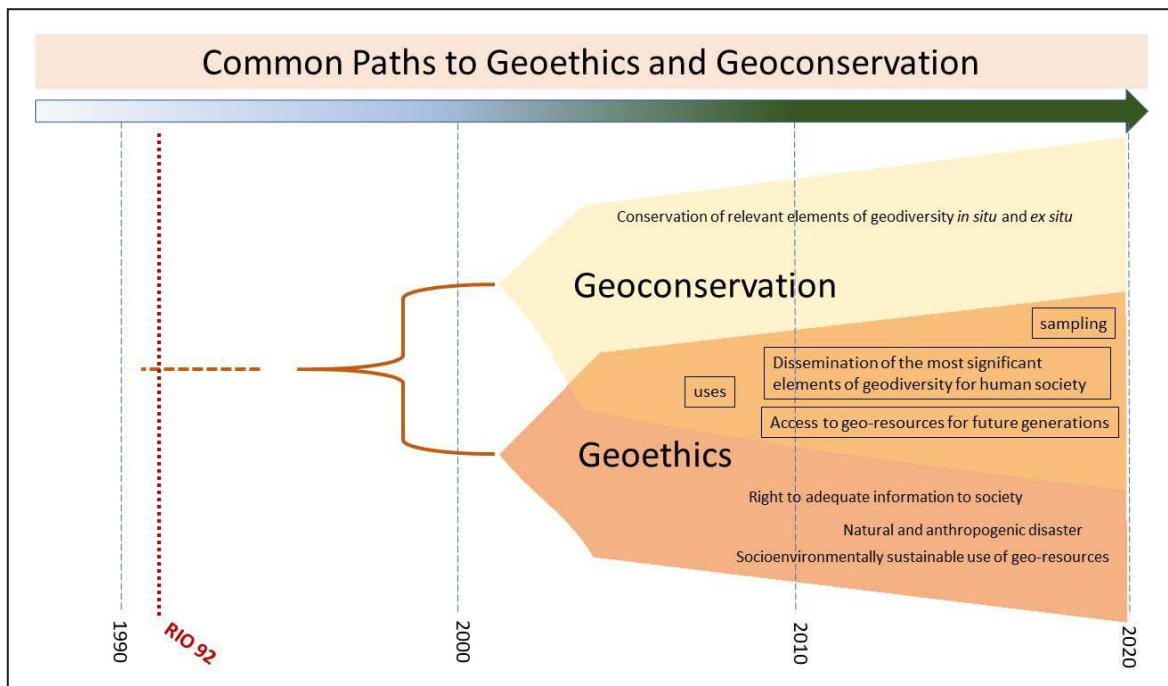 Common Paths to Geoethics and Geoconservation
Conservation of relevant elements of geodiversity in situ and ex situ
Geoconservation
sampling
Dissemination of the most significant
elements of geodiversity for human society
uses
Access to geo-resources for future generations
Geoethics
Right to adequate information to society
Natural and anthropogenic disaster
Socioenvironmentally sustainable use of geo-resources
1990
RIO 92
2000
2010
2020